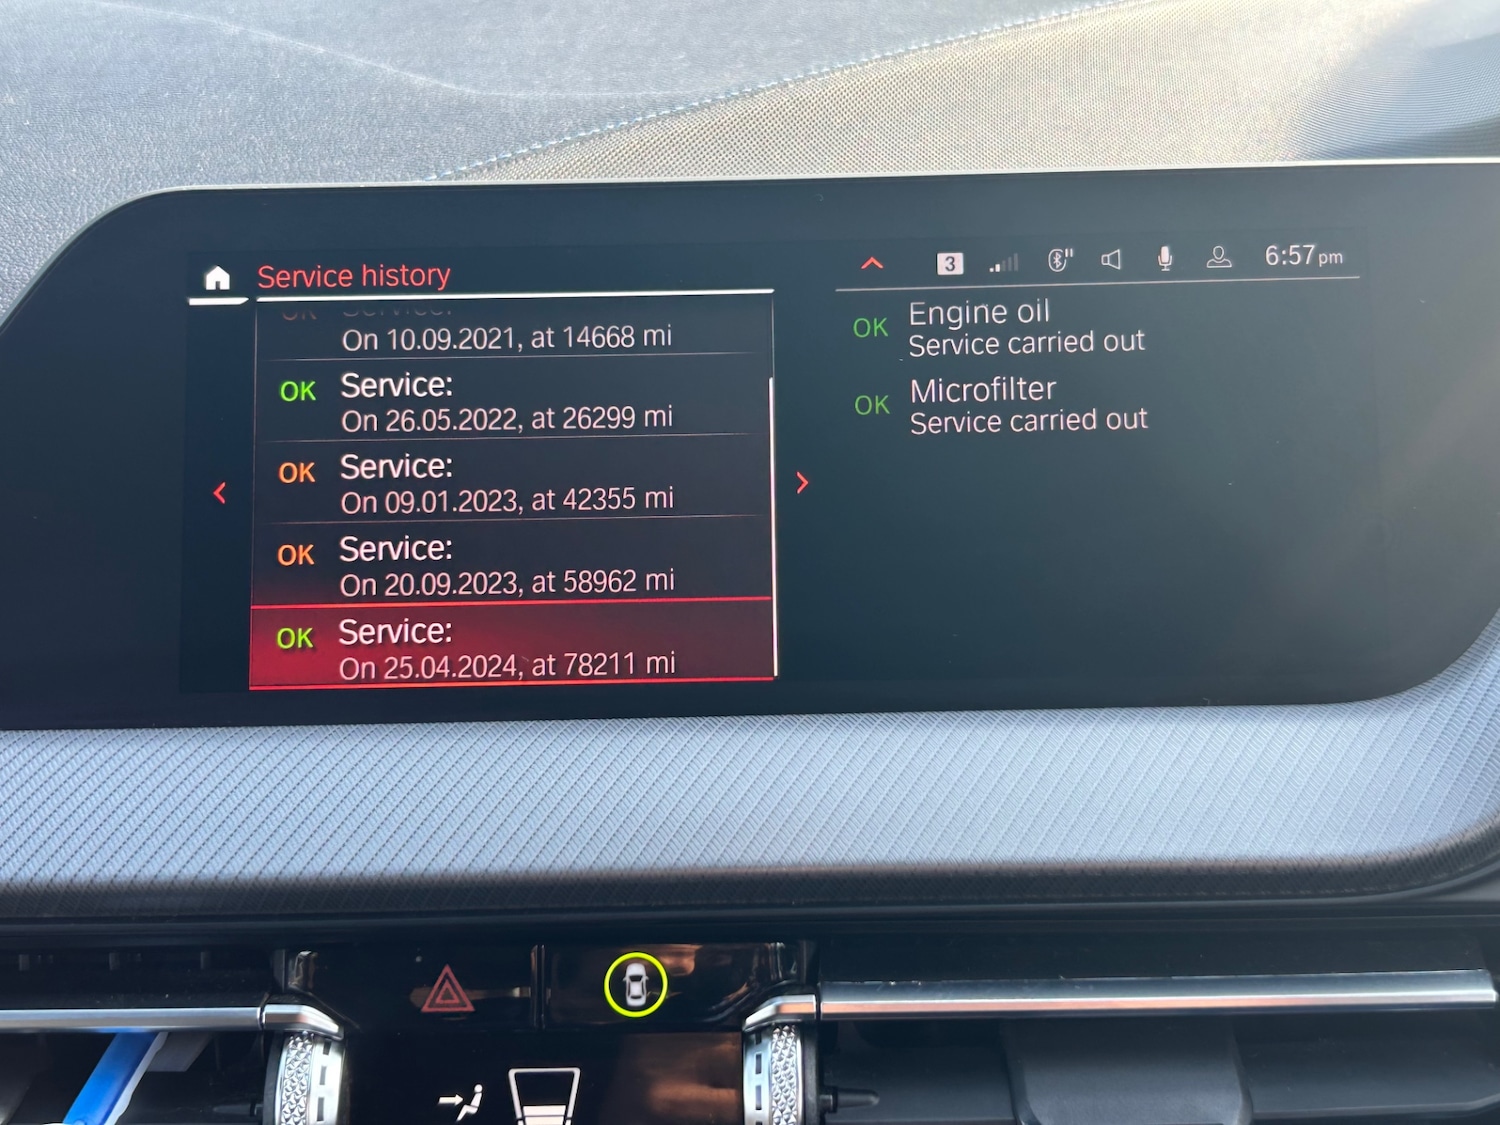 Service history
3
6:57pm
On 10.09.2021, at 14668 mi
OK Service:
On 26.05.2022, at 26299 mi
OK Service:
On 09.01.2023, at 42355 mi
OK Service:
On 20.09.2023, at 58962 mi
OK Service:
On 25.04.2024, at 78211 mi
OK Engine oil
Service carried out
OK Microfilter
Service carried out